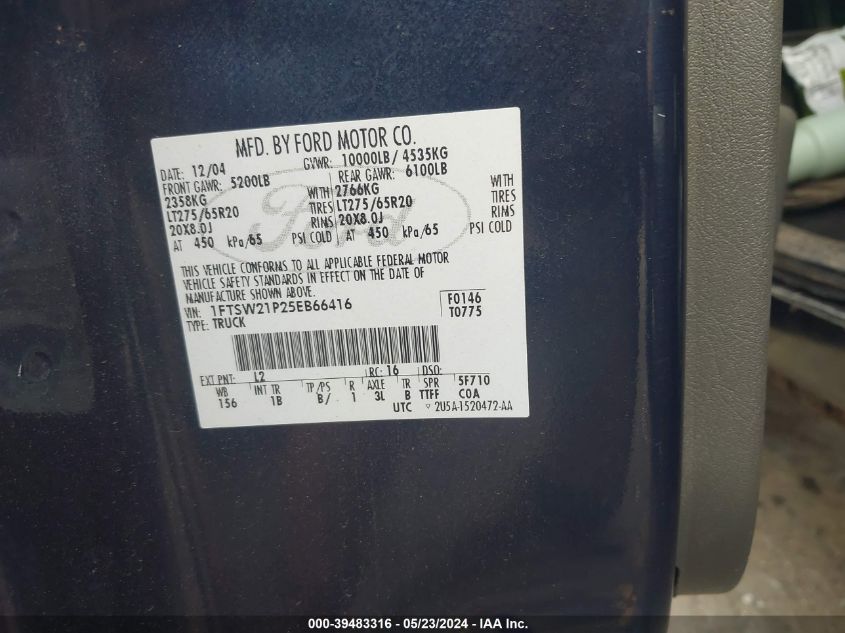 MFD. BY FORD MOTOR CO.
DATE: 12/04 GVWR: 10000LB/ 4535KG
FRONT GAWR: 5200LB REAR GAWR: 6100LB
2358KG WITH 2766KG WITH
LT275/65R20 TIRES LT275/65R20 TIRES
20X8.0J RIMS 20X8.0J RIMS
AT 450 kPa/65 PSI COLD AT 450 kPa/65 PSI COLD
Ford
THIS VEHICLE CONFORMS TO ALL APPLICABLE FEDERAL MOTOR
VEHICLE SAFETY STANDARDS IN EFFECT ON THE DATE OF
MANUFACTURE SHOWN ABOVE.
VIN: 1FTSW21P25EB66416 F0146
TYPE: TRUCK T0775
EXT PNT: L2 RC: 16 DSO:
WB INT TR TP/PS R AXLE TR SPR 5F710
156 1B B/ 1 3L B TTFF COA
UTC ▽ 2U5A-1520472-AA
000-39483316 - 05/23/2024 - IAA Inc.